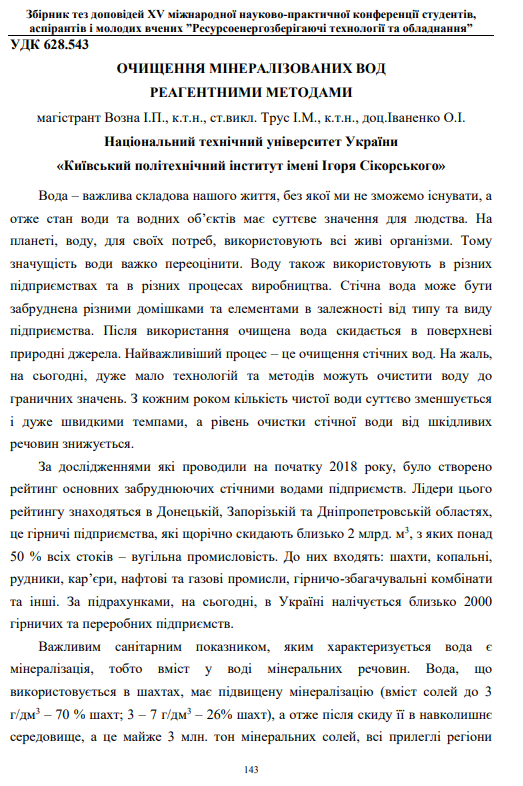 Збірник тез доповідей XV міжнародної науково-практичної конференції студентів,
аспірантів і молодих вчених ”Ресурсоенергозберігаючі технології та обладнання”
УДК 628.543
ОЧИЩЕННЯ МІНЕРАЛІЗОВАНИХ ВОД
РЕАГЕНТНИМИ МЕТОДАМИ
магістрант Возна І.П., к.т.н., ст.викл. Трус І.М., к.т.н., доц.Іваненко О.І.
Національний технічний університет України
«Київський політехнічний інститут імені Ігоря Сікорського»
Вода – важлива складова нашого життя, без якої ми не зможемо існувати, а
отже стан води та водних об’єктів має суттєве значення для людства. На
планеті, воду, для своїх потреб, використовують всі живі організми. Тому
значущість води важко переоцінити. Воду також використовують в різних
підприємствах та в різних процесах виробництва. Стічна вода може бути
забруднена різними домішками та елементами в залежності від типу та виду
підприємства. Після використання очищена вода скидається в поверхневі
природні джерела. Найважливіший процес – це очищення стічних вод. На жаль,
на сьогодні, дуже мало технологій та методів можуть очистити воду до
граничних значень. З кожним роком кількість чистої води суттєво зменшується
і дуже швидкими темпами, а рівень очистки стічної води від шкідливих
речовин знижується.
За дослідженнями які проводили на початку 2018 року, було створено
рейтинг основних забруднюючих стічними водами підприємств. Лідери цього
рейтингу знаходяться в Донецькій, Запорізькій та Дніпропетровській областях,
це гірничі підприємства, які щорічно скидають близько 2 млрд. м³, з яких понад
50 % всіх стоків – вугільна промисловість. До них входять: шахти, копальні,
рудники, кар’єри, нафтові та газові промисли, гірничо-збагачувальні комбінати
та інші. За підрахунками, на сьогодні, в Україні налічується близько 2000
гірничих та переробних підприємств.
Важливим санітарним показником, яким характеризується вода є
мінералізація, тобто вміст у воді мінеральних речовин. Вода, що
використовується в шахтах, має підвищену мінералізацію (вміст солей до 3
г/дм³ – 70 % шахт; 3 – 7 г/дм³ – 26% шахт), а отже після скиду її в навколишнє
середовище, а це майже 3 млн. тон мінеральних солей, всі прилеглі регіони
143